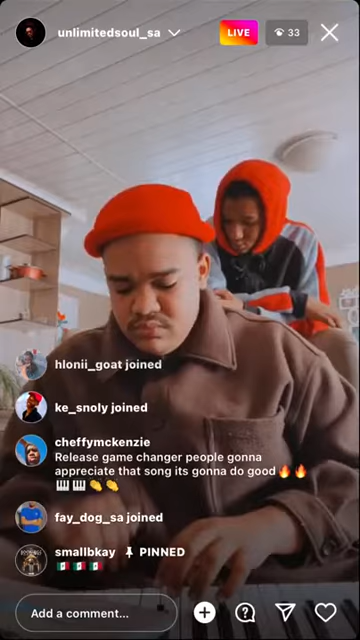 unlimitedsoul_sa
LIVE
33
hlonii_goat joined
ke_snoly joined
cheffymckenzie
Release game changer people gonna
appreciate that song its gonna do good🔥🔥
🎹🎹👏👏
fay_dog_sa joined
smallbkay 📌 PINNED
🇲🇽🇲🇽🇲🇽
Add a comment...